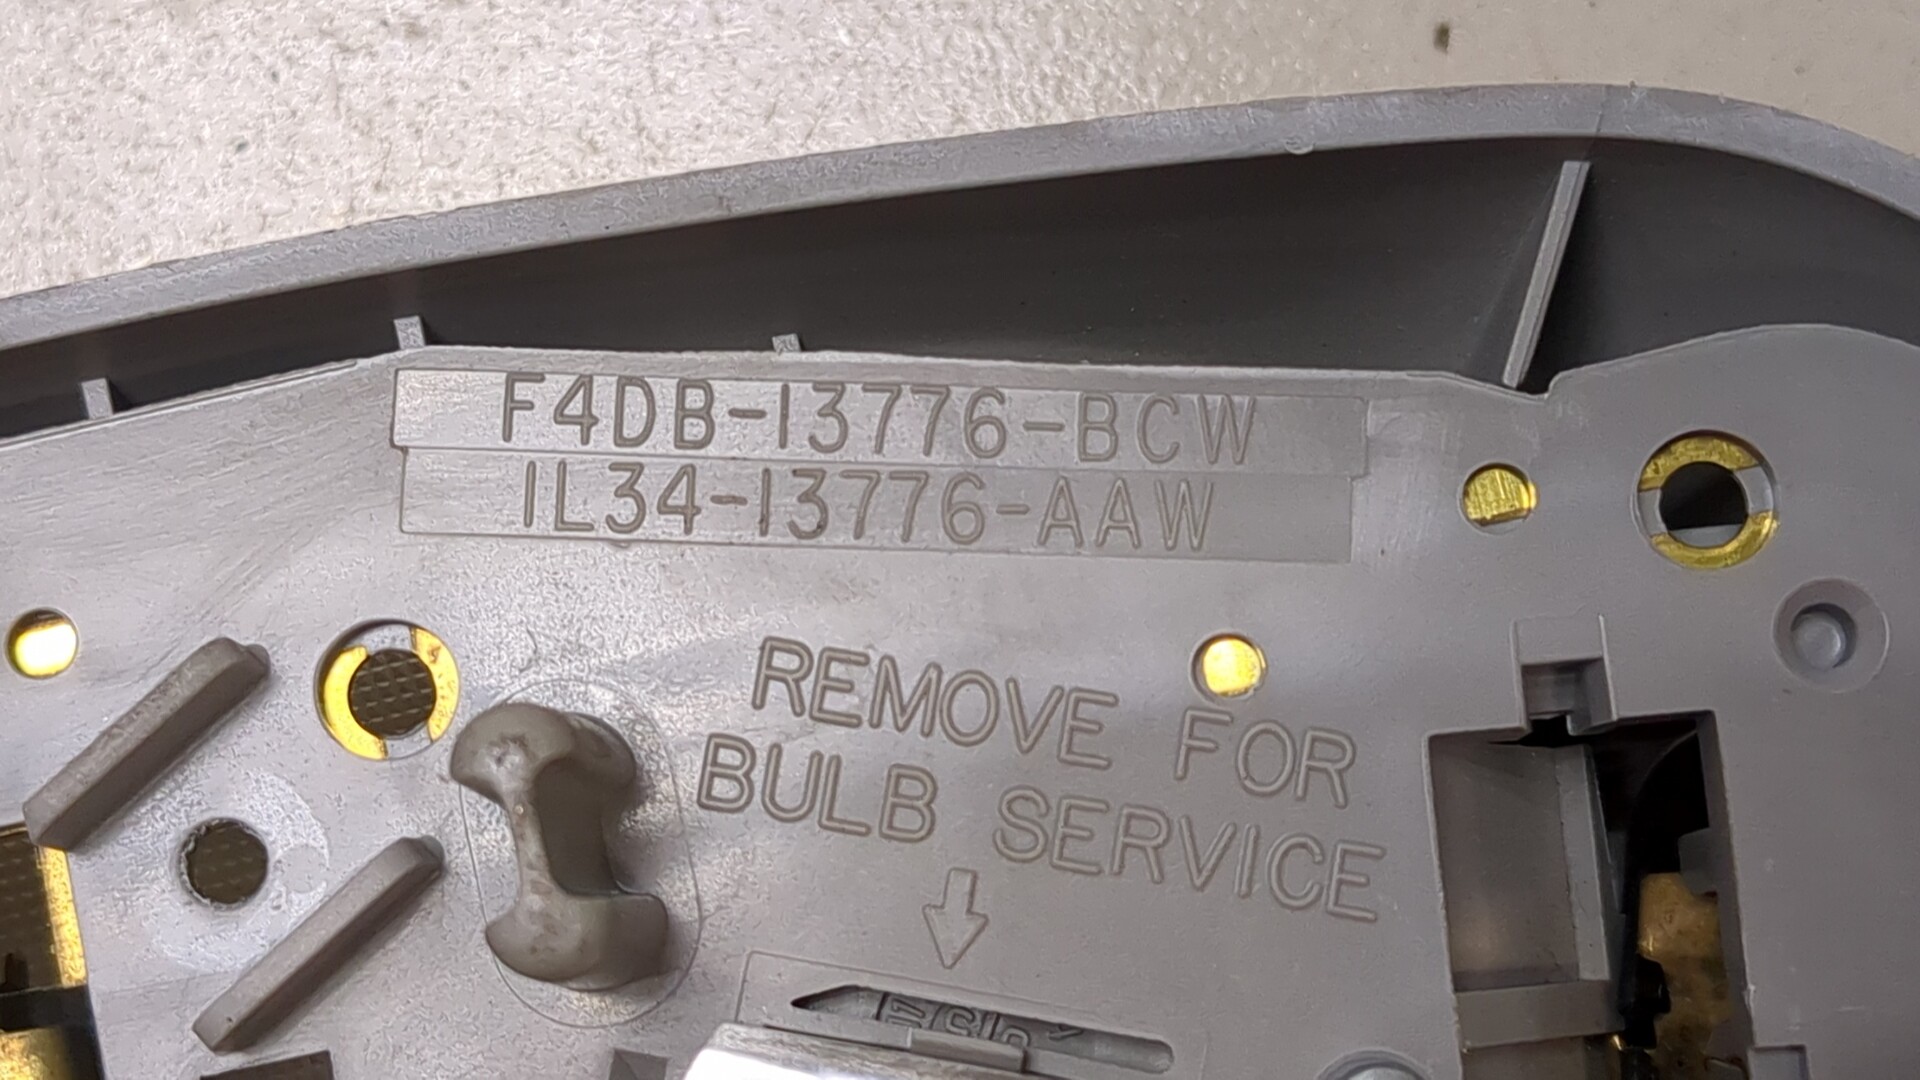 F4DB-13776-BCW
1L34-13776-AAW
REMOVE FOR
BULB SERVICE